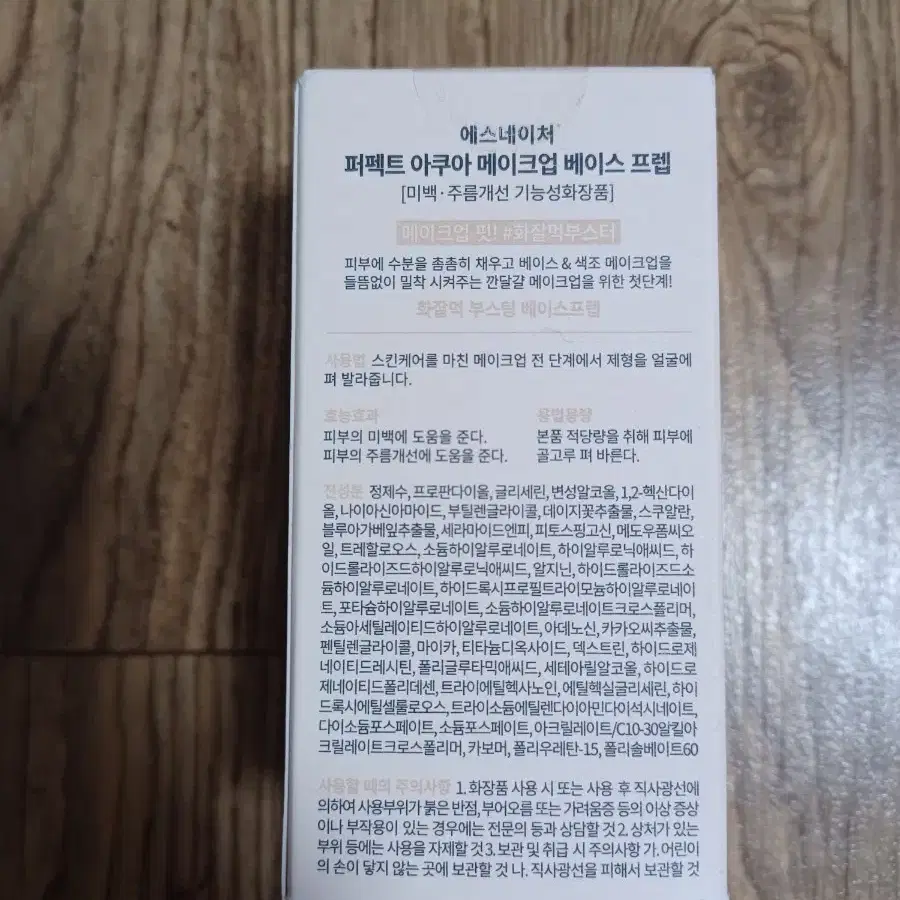 에스네이처
퍼펙트 아쿠아 메이크업 베이스 프렙
[미백·주름개선 기능성화장품]
메이크업 핏! #화잘먹부스터
피부에 수분을 촘촘히 채우고 베이스 & 색조 메이크업을
들뜸없이 밀착 시켜주는 깐달걀 메이크업을 위한 첫단계!
화잘먹 부스팅 베이스프렙
사용법 스킨케어를 마친 메이크업 전 단계에서 제형을 얼굴에
펴 발라줍니다.
효능효과
피부의 미백에 도움을 준다.
피부의 주름개선에 도움을 준다.
용법용량
본품 적당량을 취해 피부에
골고루 펴 바른다.
전성분 정제수, 프로판다이올, 글리세린, 변성알코올, 1,2-헥산다이
올, 나이아신아마이드, 부틸렌글라이콜, 데이지꽃추출물, 스쿠알란,
블루아가베잎추출물, 세라마이드엔피, 피토스핑고신, 메도우폼씨오
일, 트레할로오스, 소듐하이알루로네이트, 하이알루로닉애씨드, 하
이드롤라이즈드하이알루로닉애씨드, 알지닌, 하이드롤라이즈드소
듐하이알루로네이트, 하이드록시프로필트라이모늄하이알루로네이
트, 포타슘하이알루로네이트, 소듐하이알루로네이트크로스폴리머,
소듐아세틸레이티드하이알루로네이트, 아데노신, 카카오씨추출물,
펜틸렌글라이콜, 마이카, 티타늄디옥사이드, 덱스트린, 하이드로제
네이티드레시틴, 폴리글루타믹애씨드, 세테아릴알코올, 하이드로
제네이티드폴리데센, 트라이에틸헥사노인, 에틸헥실글리세린, 하이
드록시에틸셀룰로오스, 트라이소듐에틸렌다이아민다이석시네이트,
다이소듐포스페이트, 소듐포스페이트, 아크릴레이트/C10-30알킬아
크릴레이트크로스폴리머, 카보머, 폴리우레탄-15, 폴리솔베이트60
사용할 때의 주의사항 1. 화장품 사용 시 또는 사용 후 직사광선에
의하여 사용부위가 붉은 반점, 부어오름 또는 가려움증 등의 이상 증상
이나 부작용이 있는 경우에는 전문의 등과 상담할 것 2. 상처가 있는
부위 등에는 사용을 자제할 것 3. 보관 및 취급 시 주의사항 가. 어린이
의 손이 닿지 않는 곳에 보관할 것 나. 직사광선을 피해서 보관할 것